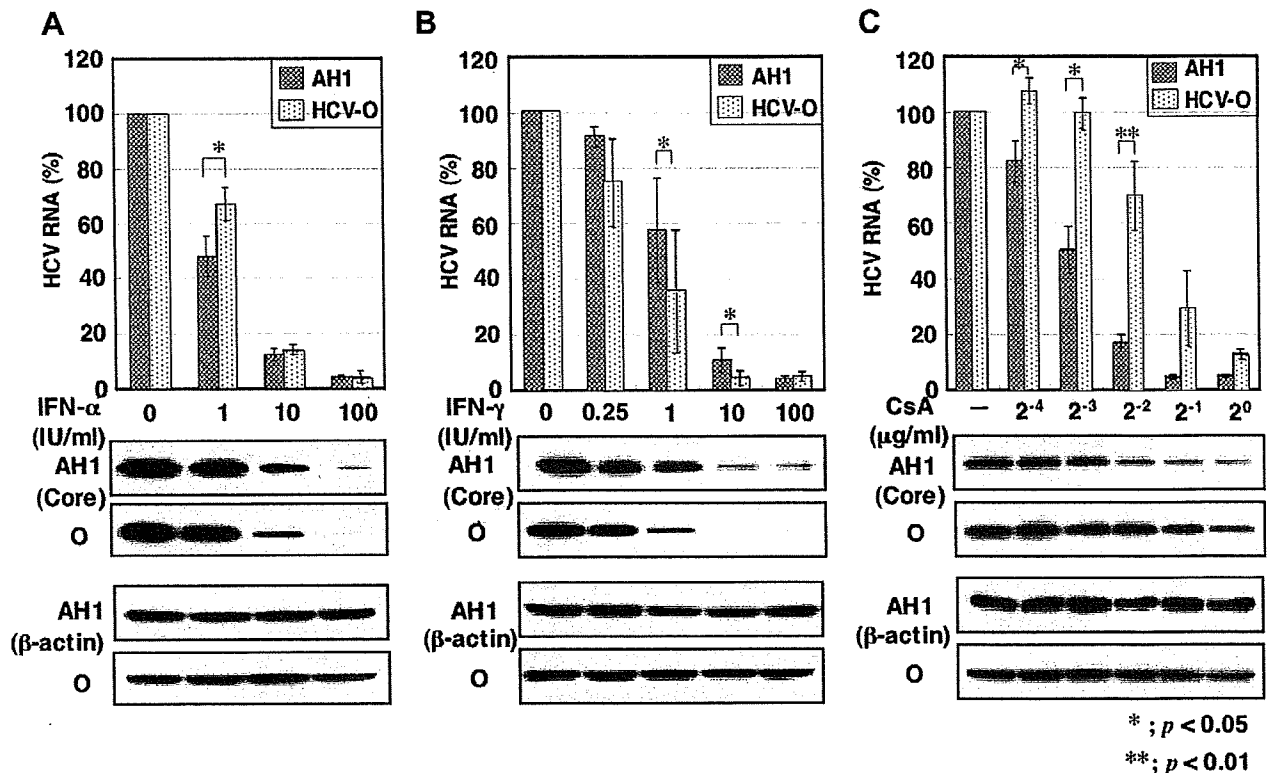 A
120
100
80
60
40
20
0
HCV RNA (%)
AH1
HCV-O
*
IFN-α
(IU/ml)
0 1 10 100
AH1
(Core)
O
AH1
(β-actin)
O
B
120
100
80
60
40
20
0
HCV RNA (%)
AH1
HCV-O
*
*
IFN-γ
(IU/ml)
0 0.25 1 10 100
AH1
(Core)
O
AH1
(β-actin)
O
C
120
100
80
60
40
20
0
HCV RNA (%)
AH1
HCV-O
*
*
**
CsA
(μg/ml)
– 2⁻⁴ 2⁻³ 2⁻² 2⁻¹ 2⁰
AH1
(Core)
O
AH1
(β-actin)
O
* ; p < 0.05
**; p < 0.01